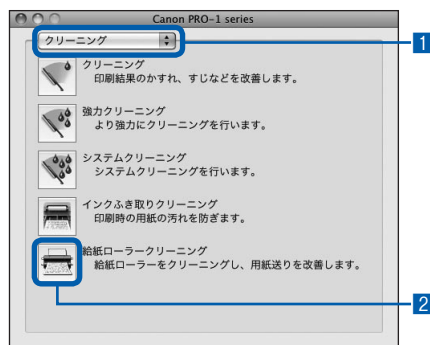 Canon PRO-1 series
クリーニング
1
クリーニング
印刷結果のかすれ、すじなどを改善します。
強力クリーニング
より強力にクリーニングを行います。
システムクリーニング
システムクリーニングを行います。
インクふき取りクリーニング
印刷時の用紙の汚れを防ぎます。
給紙ローラークリーニング
給紙ローラーをクリーニングし、用紙送りを改善します。
2